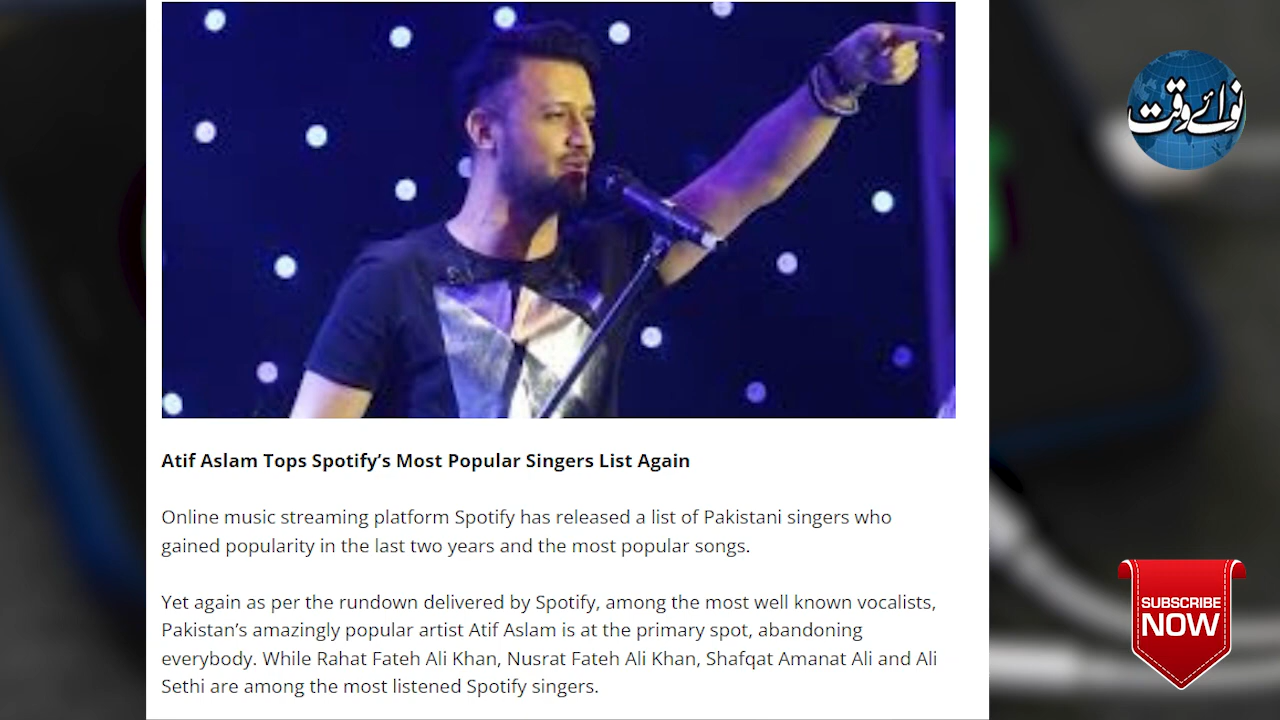 نوائے وقت
Atif Aslam Tops Spotify’s Most Popular Singers List Again
Online music streaming platform Spotify has released a list of Pakistani singers who
gained popularity in the last two years and the most popular songs.
Yet again as per the rundown delivered by Spotify, among the most well known vocalists,
Pakistan’s amazingly popular artist Atif Aslam is at the primary spot, abandoning
everybody. While Rahat Fateh Ali Khan, Nusrat Fateh Ali Khan, Shafqat Amanat Ali and Ali
Sethi are among the most listened Spotify singers.
SUBSCRIBE
NOW